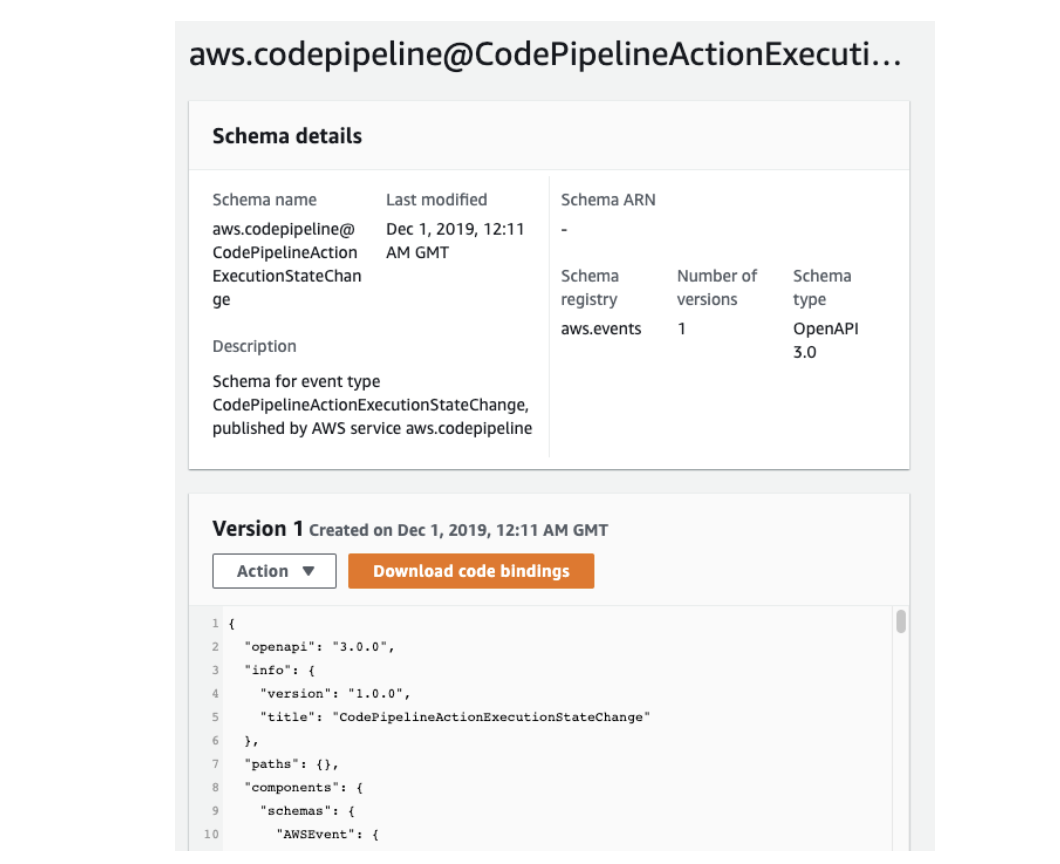 aws.codepipeline@CodePipelineActionExecuti...
Schema details
Schema name
aws.codepipeline@
CodePipelineAction
ExecutionStateChan
ge
Last modified
Dec 1, 2019, 12:11
AM GMT
Description
Schema for event type
CodePipelineActionExecutionStateChange,
published by AWS service aws.codepipeline
Schema ARN
-
Schema
registry
aws.events
Number of
versions
1
Schema
type
OpenAPI
3.0
Version 1 Created on Dec 1, 2019, 12:11 AM GMT
Action ▼
Download code bindings
1 {
2 "openapi": "3.0.0",
3 "info": {
4 "version": "1.0.0",
5 "title": "CodePipelineActionExecutionStateChange"
6 },
7 "paths": {},
8 "components": {
9 "schemas": {
10 "AWSEvent": {